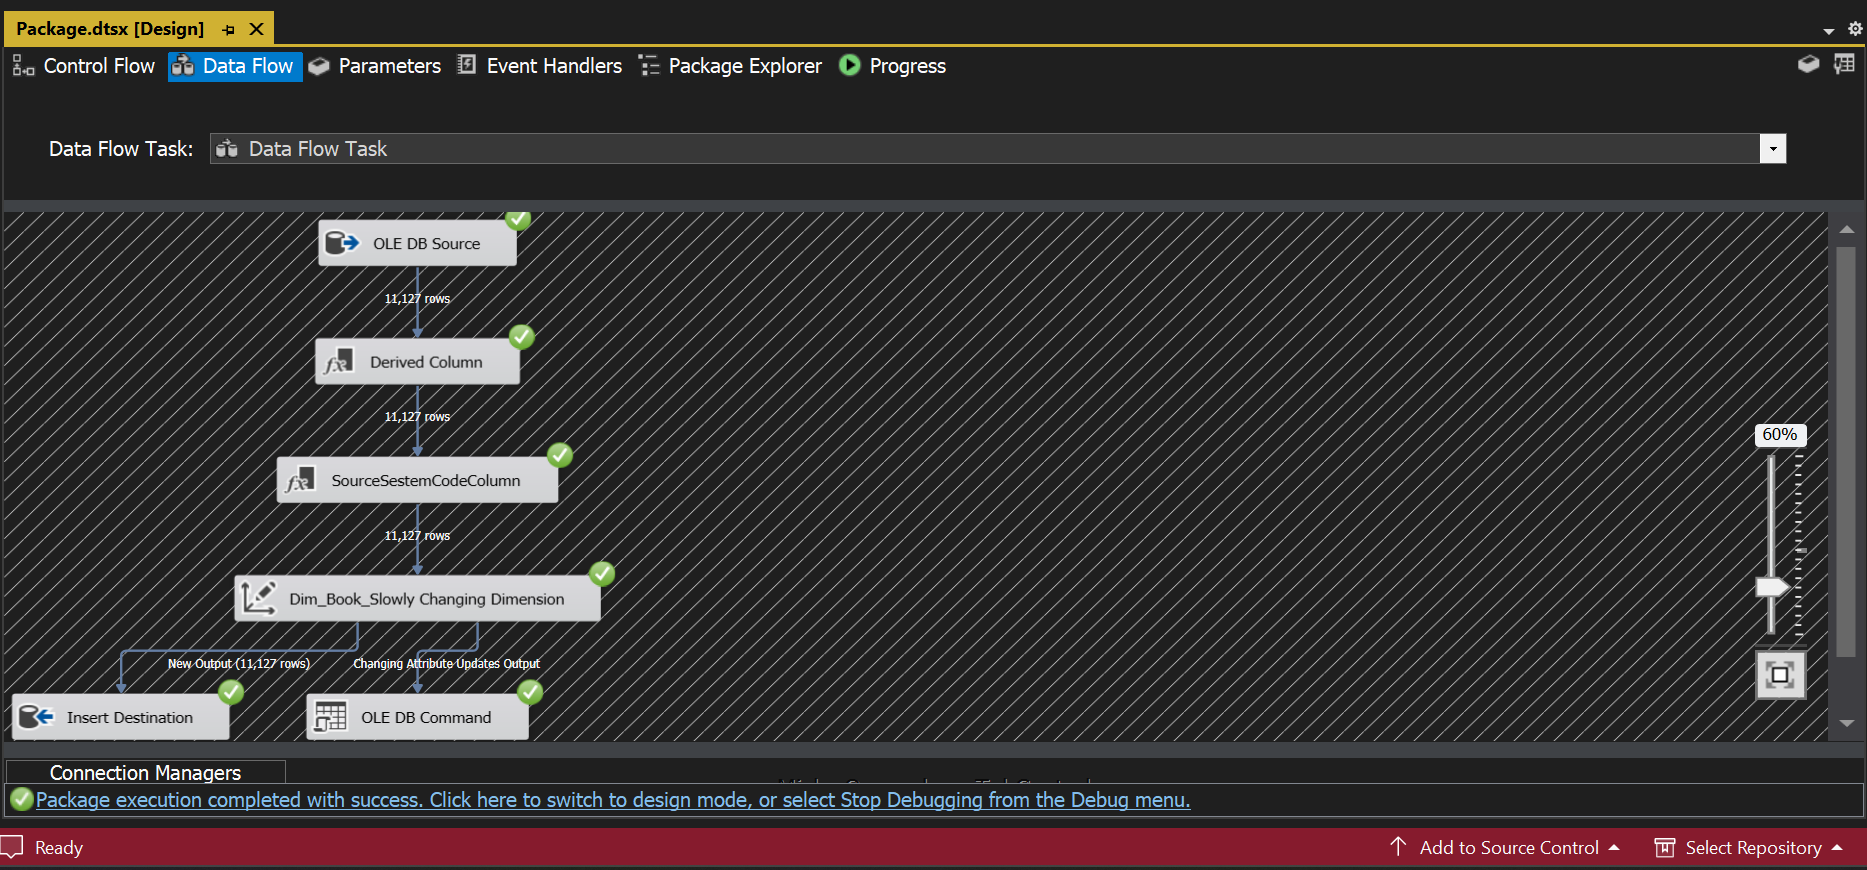 Package.dtsx [Design]
Control Flow Data Flow Parameters Event Handlers Package Explorer Progress
Data Flow Task: Data Flow Task
OLE DB Source
11,127 rows
Derived Column
11,127 rows
60%
SourceSestemCodeColumn
11,127 rows
Dim_Book_Slowly Changing Dimension
New Output (11,127 rows) Changing Attribute Updates Output
Insert Destination OLE DB Command
Connection Managers
Package execution completed with success. Click here to switch to design mode, or select Stop Debugging from the Debug menu.
Ready Add to Source Control Select Repository